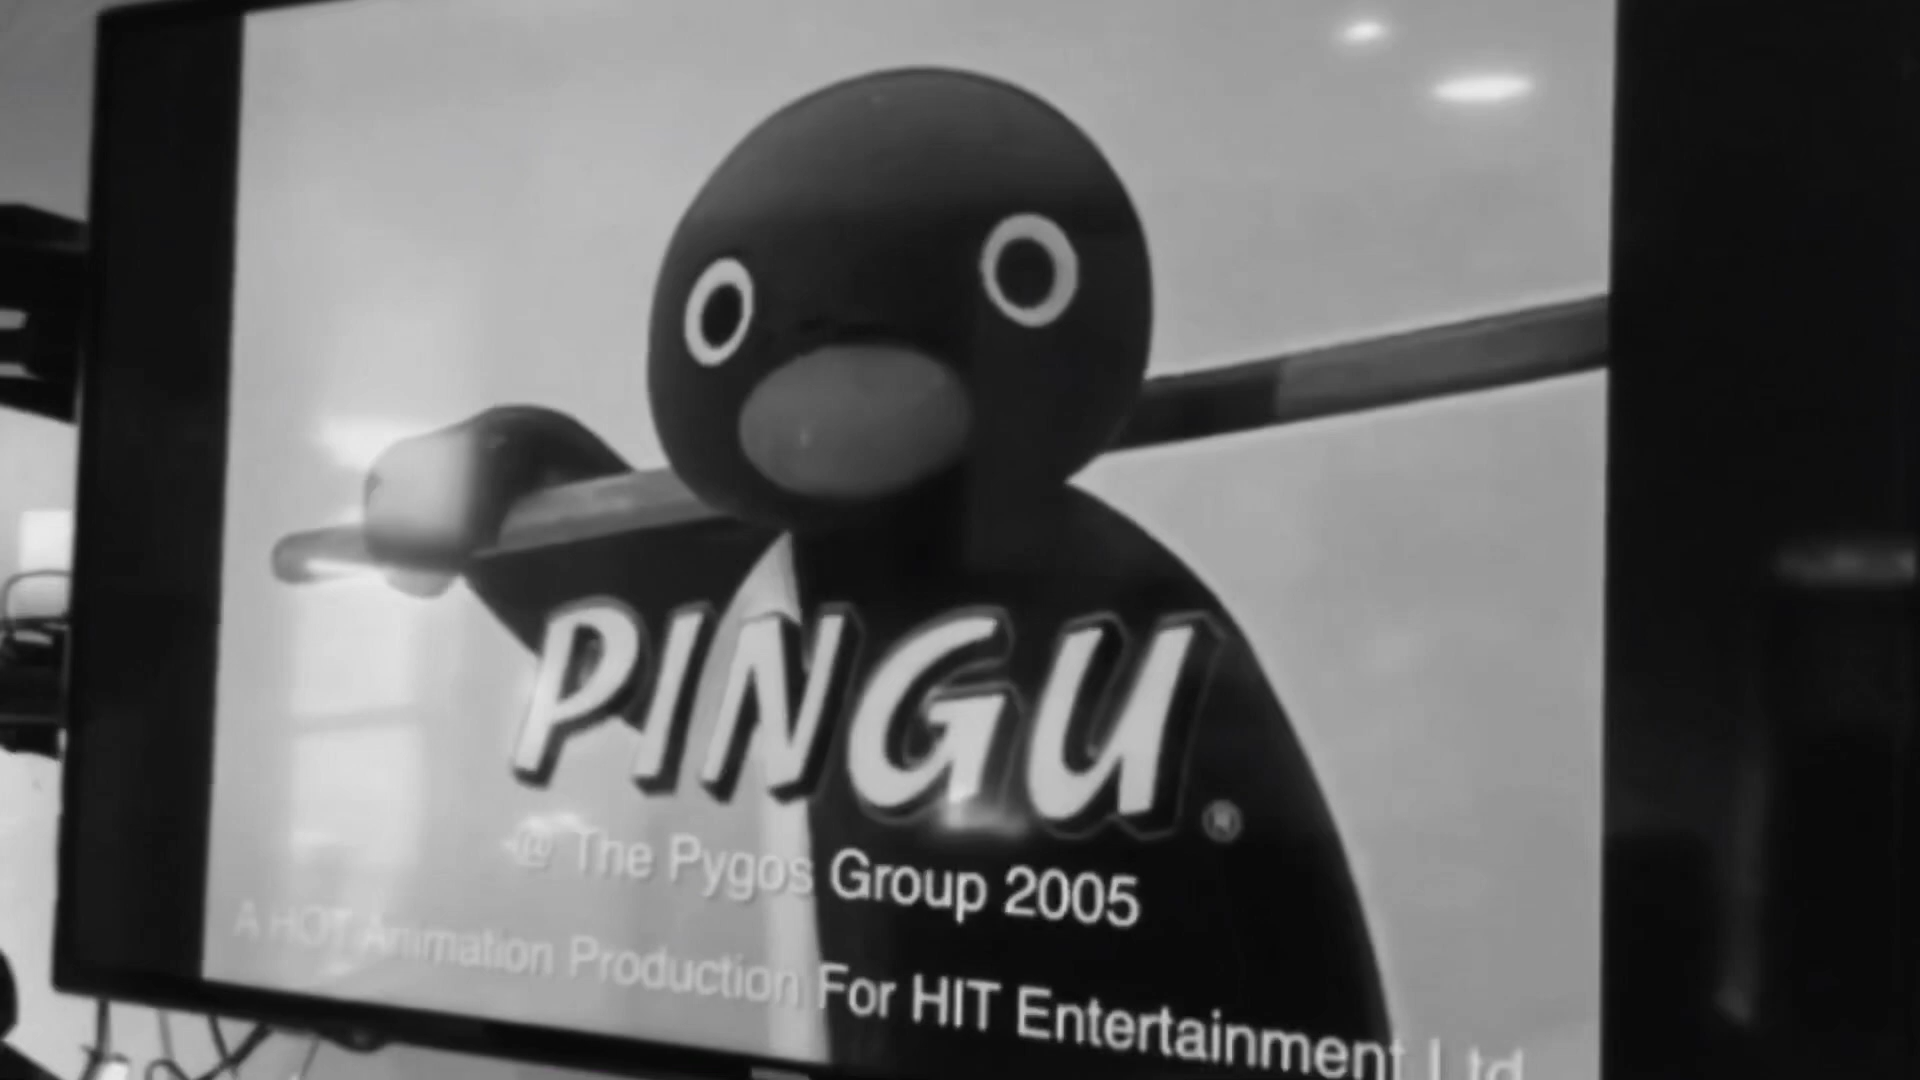 PINGU®
@ The Pygos Group 2005
A HOT Animation Production For HIT Entertainment Ltd